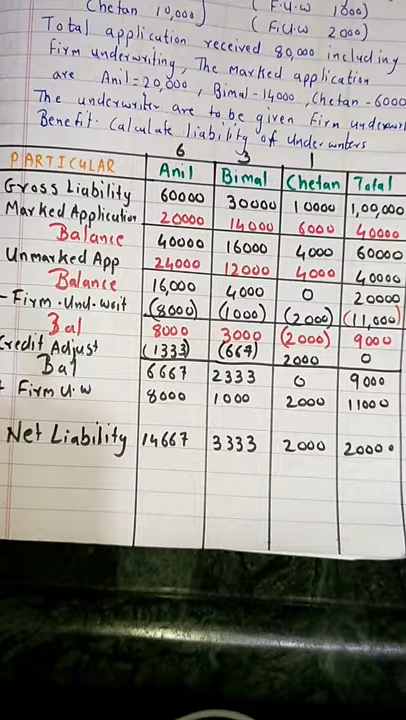 Chetan 10,000 ) ( F.U.W 1000)
( F.U.W 2000 )
Total application received 80,000 including
Firm underwriting, The marked application
are Anil=20,000, Bimal-14000, Chetan-6000
The underwriter are to be given Firm underwri
Benefit. Calculate liability of underwriters
6 3 1
PARTICULAR Anil Bimal Chetan Total
Gross Liability 60000 30000 10000 1,00,000
Marked Application 20000 14000 6000 40000
Balance 40000 16000 4000 60000
Unmarked App 24000 12000 4000 40000
Balance 16,000 4000 0 20000
- Firm. Und. writ (8000) (1000) (2000) (11,000)
Bal 8000 3000 (2000) 9000
Credit Adjust (1333) (667) 2000 0
Bal 6667 2333 0 9000
+ Firm U.W 8000 1000 2000 11000
Net Liability 14667 3333 2000 20000